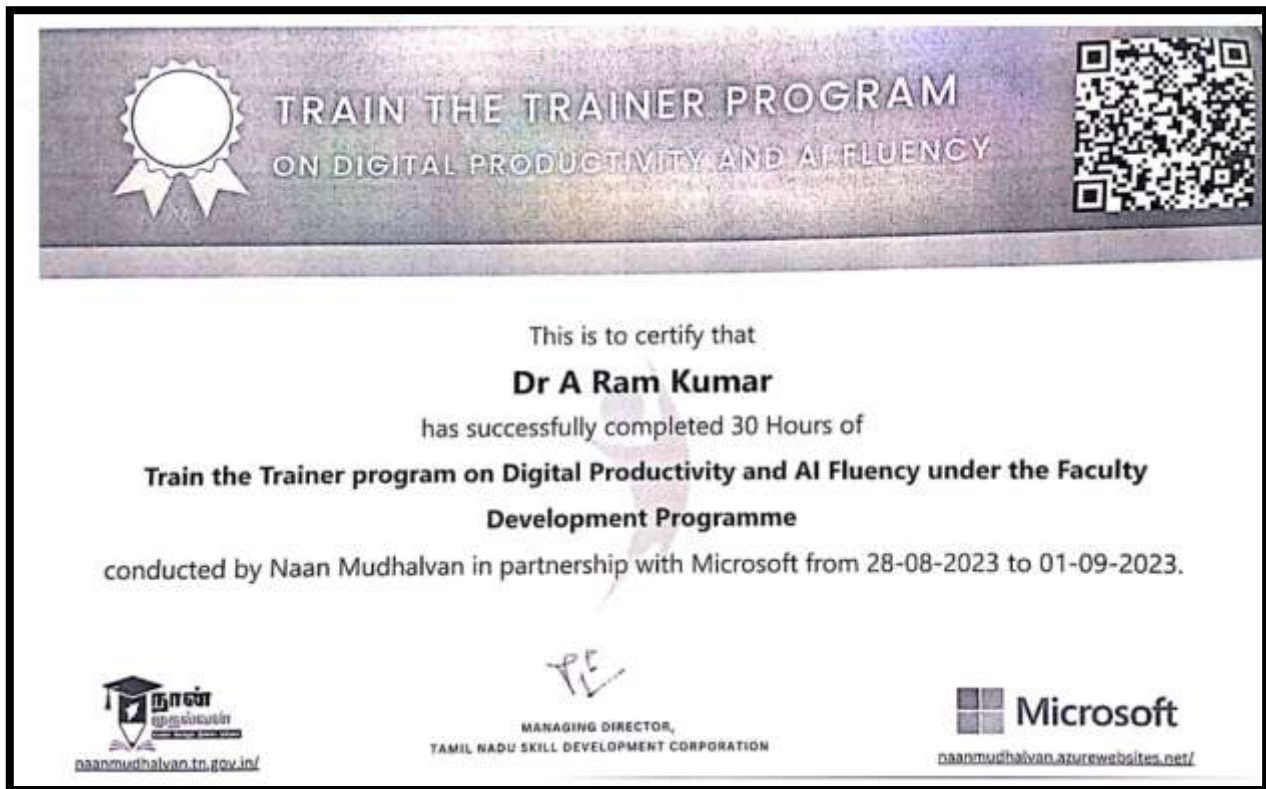 TRAIN THE TRAINER PROGRAM
ON DIGITAL PRODUCTIVITY AND AI FLUENCY
This is to certify that
Dr A Ram Kumar
has successfully completed 30 Hours of
Train the Trainer program on Digital Productivity and AI Fluency under the Faculty
Development Programme
conducted by Naan Mudhalvan in partnership with Microsoft from 28-08-2023 to 01-09-2023.
நான்
முதல்வன்
naanmudhalvan.tn.gov.in/
MANAGING DIRECTOR,
TAMIL NADU SKILL DEVELOPMENT CORPORATION
Microsoft
naanmudhalvan.azurewebsites.net/